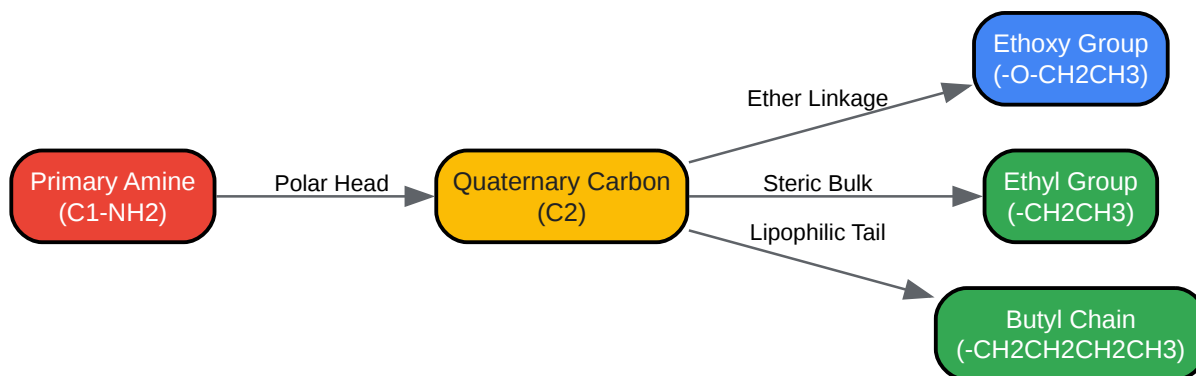 Primary Amine
(C1-NH2)
Polar Head
Quaternary Carbon
(C2)
Ether Linkage
Steric Bulk
Lipophilic Tail
Ethoxy Group
(-O-CH2CH3)
Ethyl Group
(-CH2CH3)
Butyl Chain
(-CH2CH2CH2CH3)